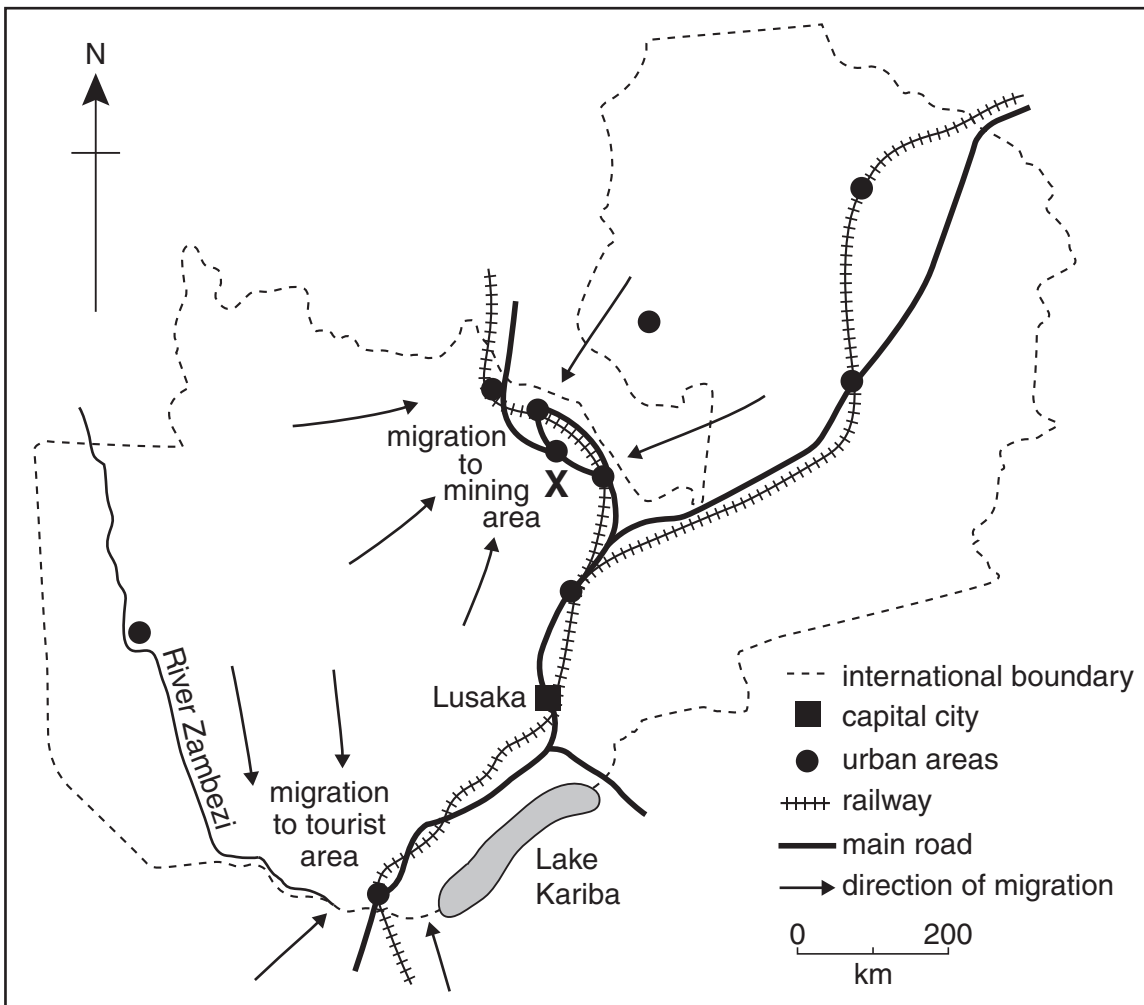 N
migration
to
mining
area
X
River Zambezi
Lusaka
migration
to tourist
area
Lake
Kariba
international boundary
capital city
urban areas
railway
main road
direction of migration
0 200
km